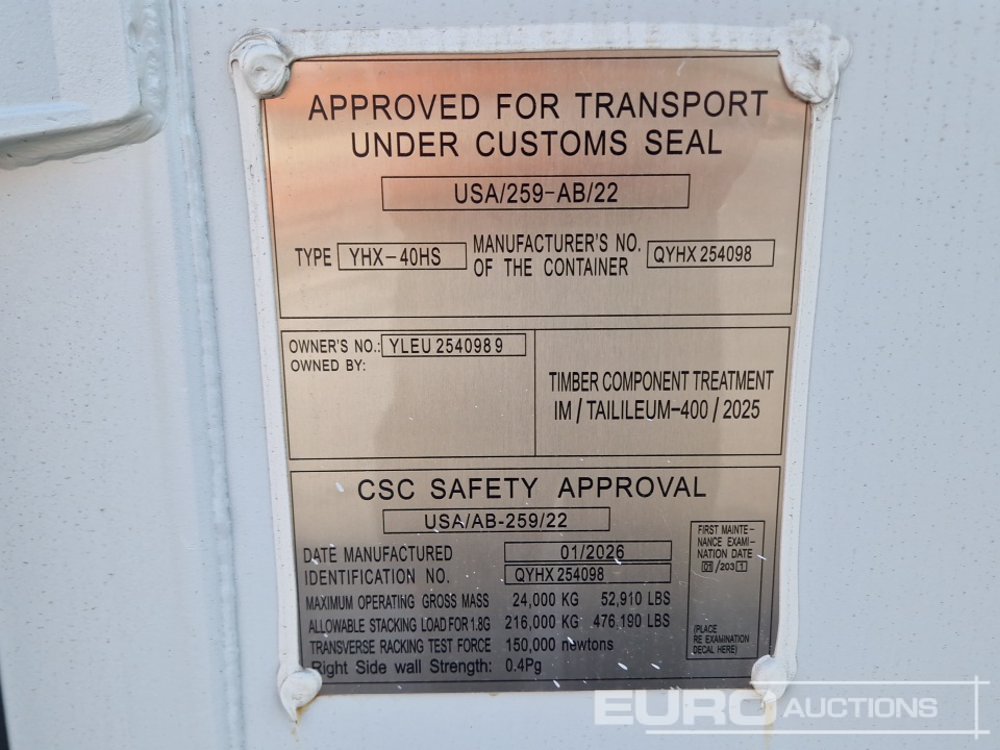 APPROVED FOR TRANSPORT
UNDER CUSTOMS SEAL
USA/259-AB/22
TYPE YHX-40HS
MANUFACTURER'S NO.
OF THE CONTAINER QYHX 254098
OWNER'S NO.: YLEU 2540989
OWNED BY:
TIMBER COMPONENT TREATMENT
IM / TAILILEUM-400 / 2025
CSC SAFETY APPROVAL
USA/AB-259/22
DATE MANUFACTURED 01/2026
IDENTIFICATION NO. QYHX 254098
MAXIMUM OPERATING GROSS MASS 24,000 KG 52,910 LBS
ALLOWABLE STACKING LOAD FOR 1.8G 216,000 KG 476,190 LBS
TRANSVERSE RACKING TEST FORCE 150,000 newtons
Right Side wall Strength: 0.4Pg
FIRST MAINTE-
NANCE EXAMI-
NATION DATE
01/2031
(PLACE
RE EXAMINATION
DECAL HERE)
EURO AUCTIONS